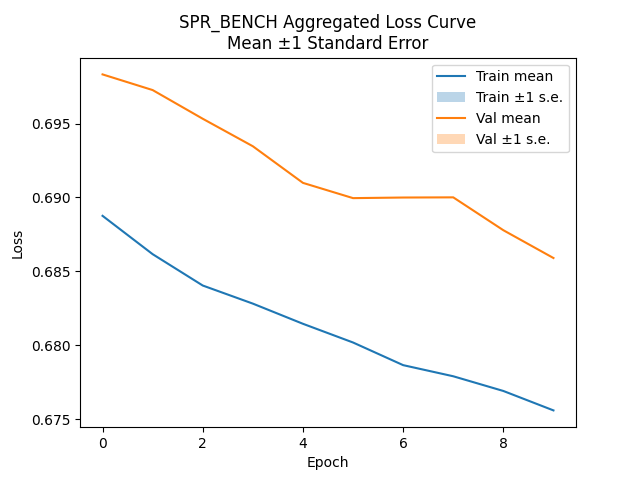 SPR_BENCH Aggregated Loss Curve
Mean ±1 Standard Error
Train mean
Train ±1 s.e.
Val mean
Val ±1 s.e.
Loss
0.695
0.690
0.685
0.680
0.675
0 2 4 6 8
Epoch